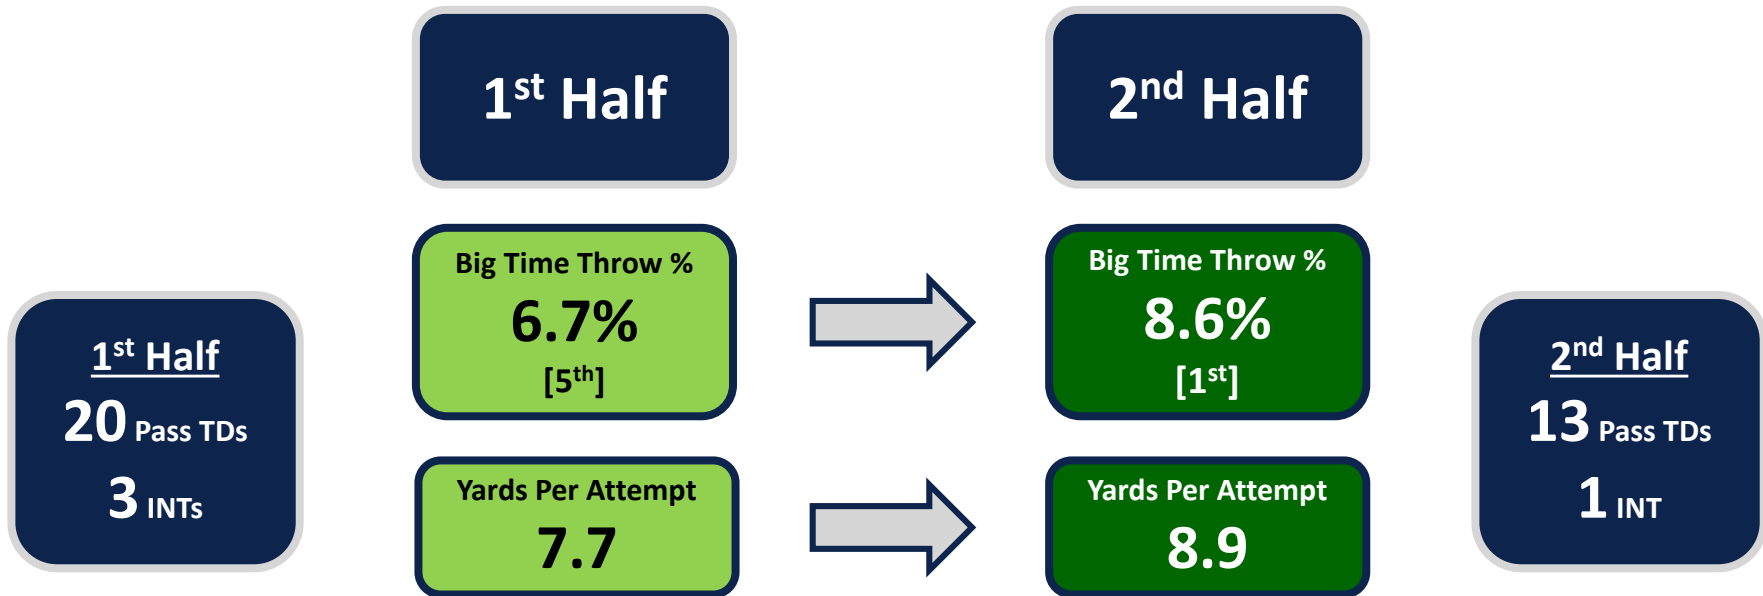 1st Half
2nd Half
Big Time Throw %
6.7%
[5th]
Big Time Throw %
8.6%
[1st]
1st Half
20 Pass TDs
3 INTs
2nd Half
13 Pass TDs
1 INT
Yards Per Attempt
7.7
Yards Per Attempt
8.9